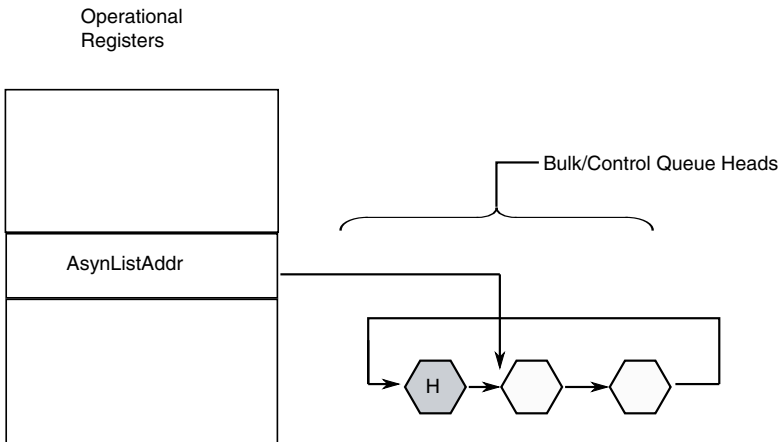 Operational
Registers
Bulk/Control Queue Heads
AsynListAddr
H